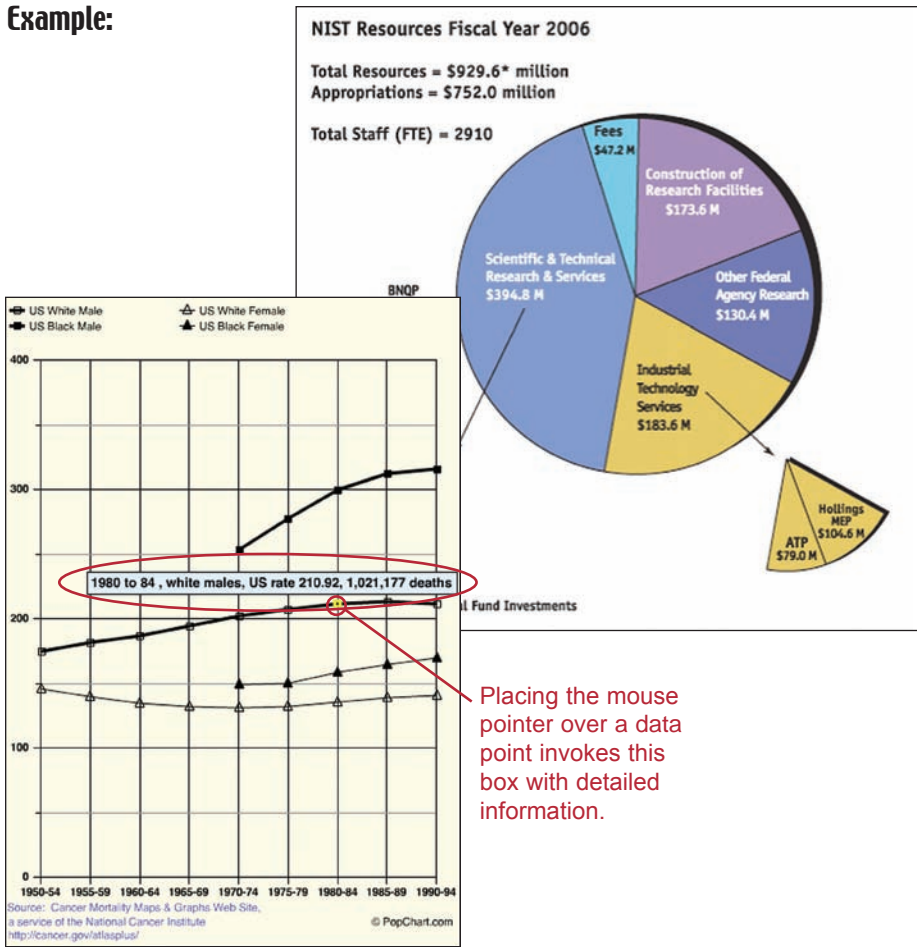 Example:
NIST Resources Fiscal Year 2006
Total Resources = $929.6* million
Appropriations = $752.0 million
Total Staff (FTE) = 2910
Fees
$47.2 M
Construction of
Research Facilities
$173.6 M
Scientific & Technical
Research & Services
$394.8 M
Other Federal
Agency Research
$130.4 M
BNQP
Industrial
Technology
Services
$183.6 M
Hollings
MEP
$104.6 M
ATP
$79.0 M
l Fund Investments
US White Male
US White Female
US Black Male
US Black Female
400
300
1980 to 84 , white males, US rate 210.92, 1,021,177 deaths
200
100
0
1950-54 1955-59 1960-64 1965-69 1970-74 1975-79 1980-84 1985-89 1990-94
Source: Cancer Mortality Maps & Graphs Web Site,
a service of the National Cancer Institute
© PopChart.com
http://cancer.gov/atlasplus/
Placing the mouse
pointer over a data
point invokes this
box with detailed
information.